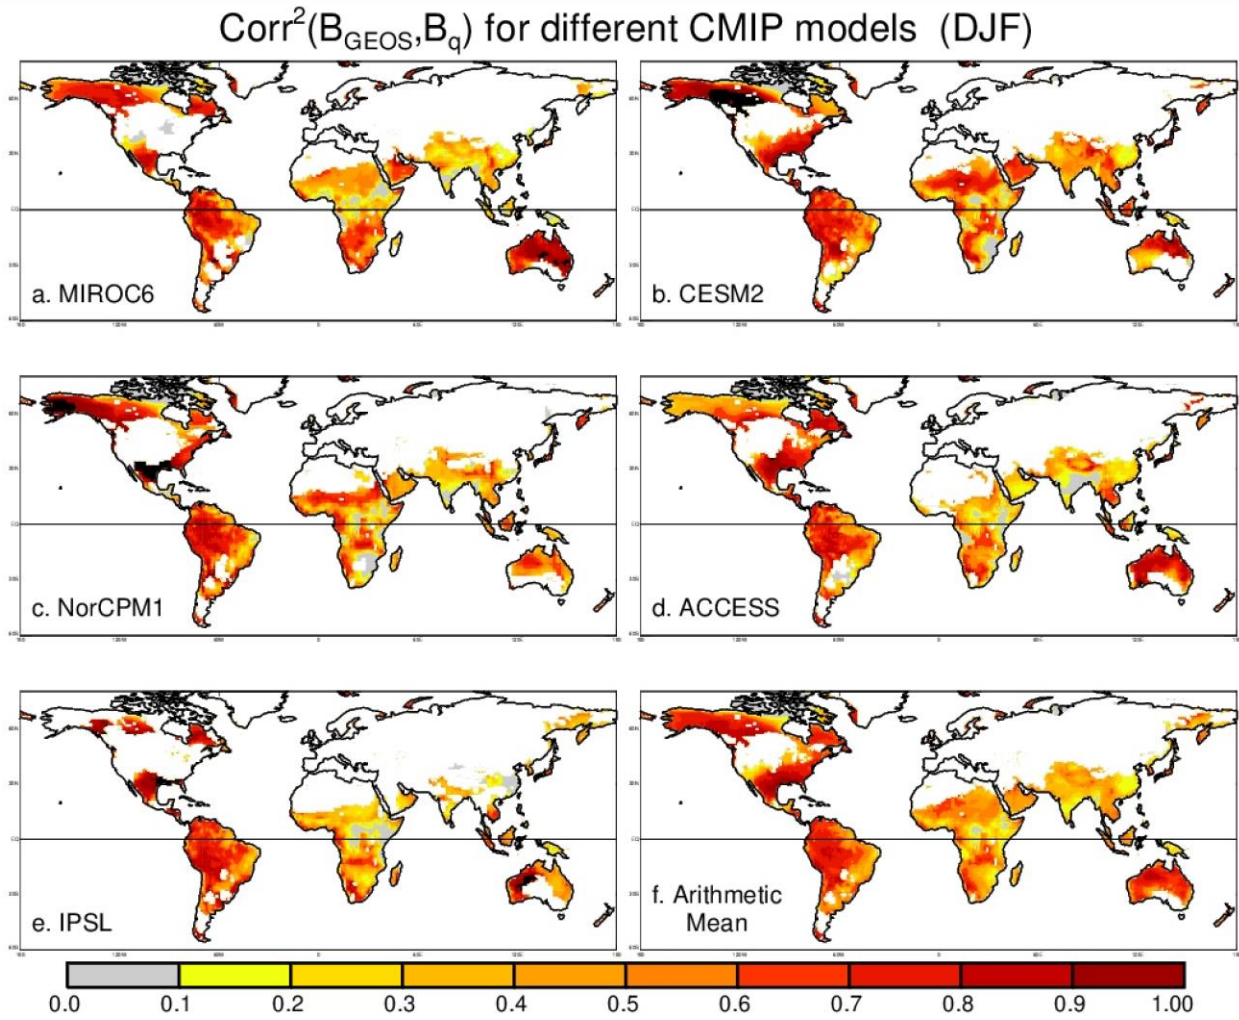 Corr²(B_GEOS,B_q) for different CMIP models (DJF)
a. MIROC6
b. CESM2
c. NorCPM1
d. ACCESS
e. IPSL
f. Arithmetic
Mean
0.0 0.1 0.2 0.3 0.4 0.5 0.6 0.7 0.8 0.9 1.00